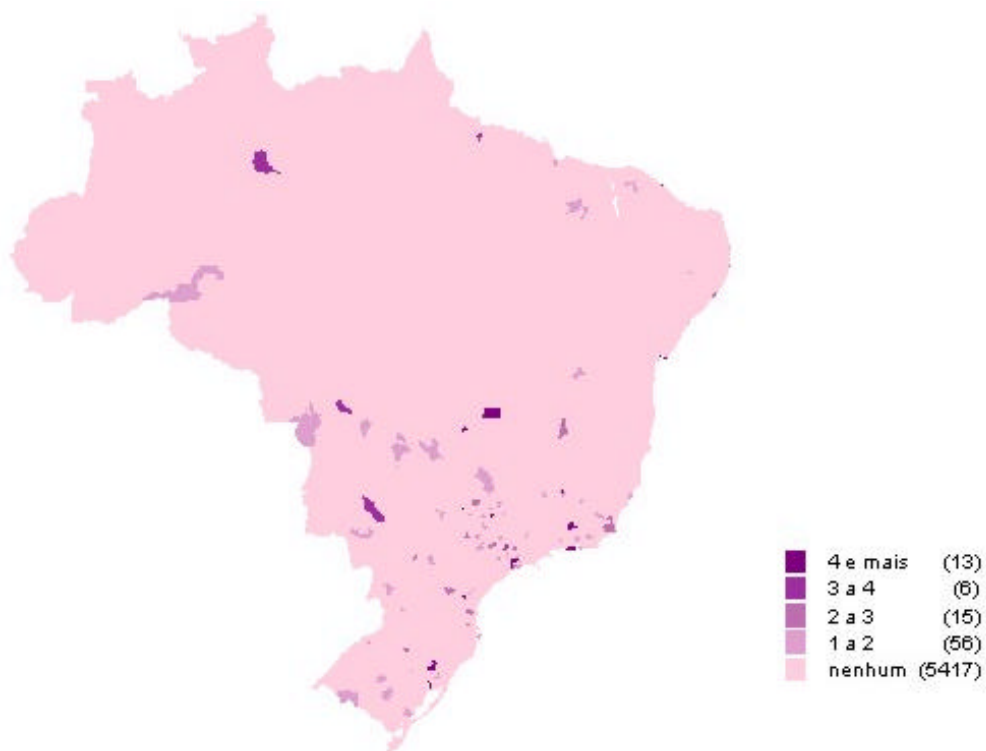 4 e mais (13)
3 a 4 (6)
2 a 3 (15)
1 a 2 (56)
nenhum (5417)